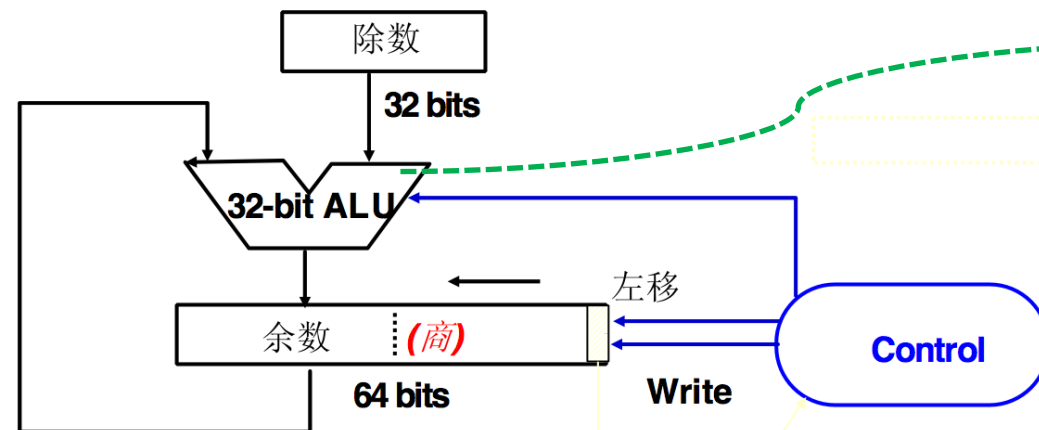 除数
32 bits
32-bit ALU
左移
余数
(商)
Control
64 bits
Write